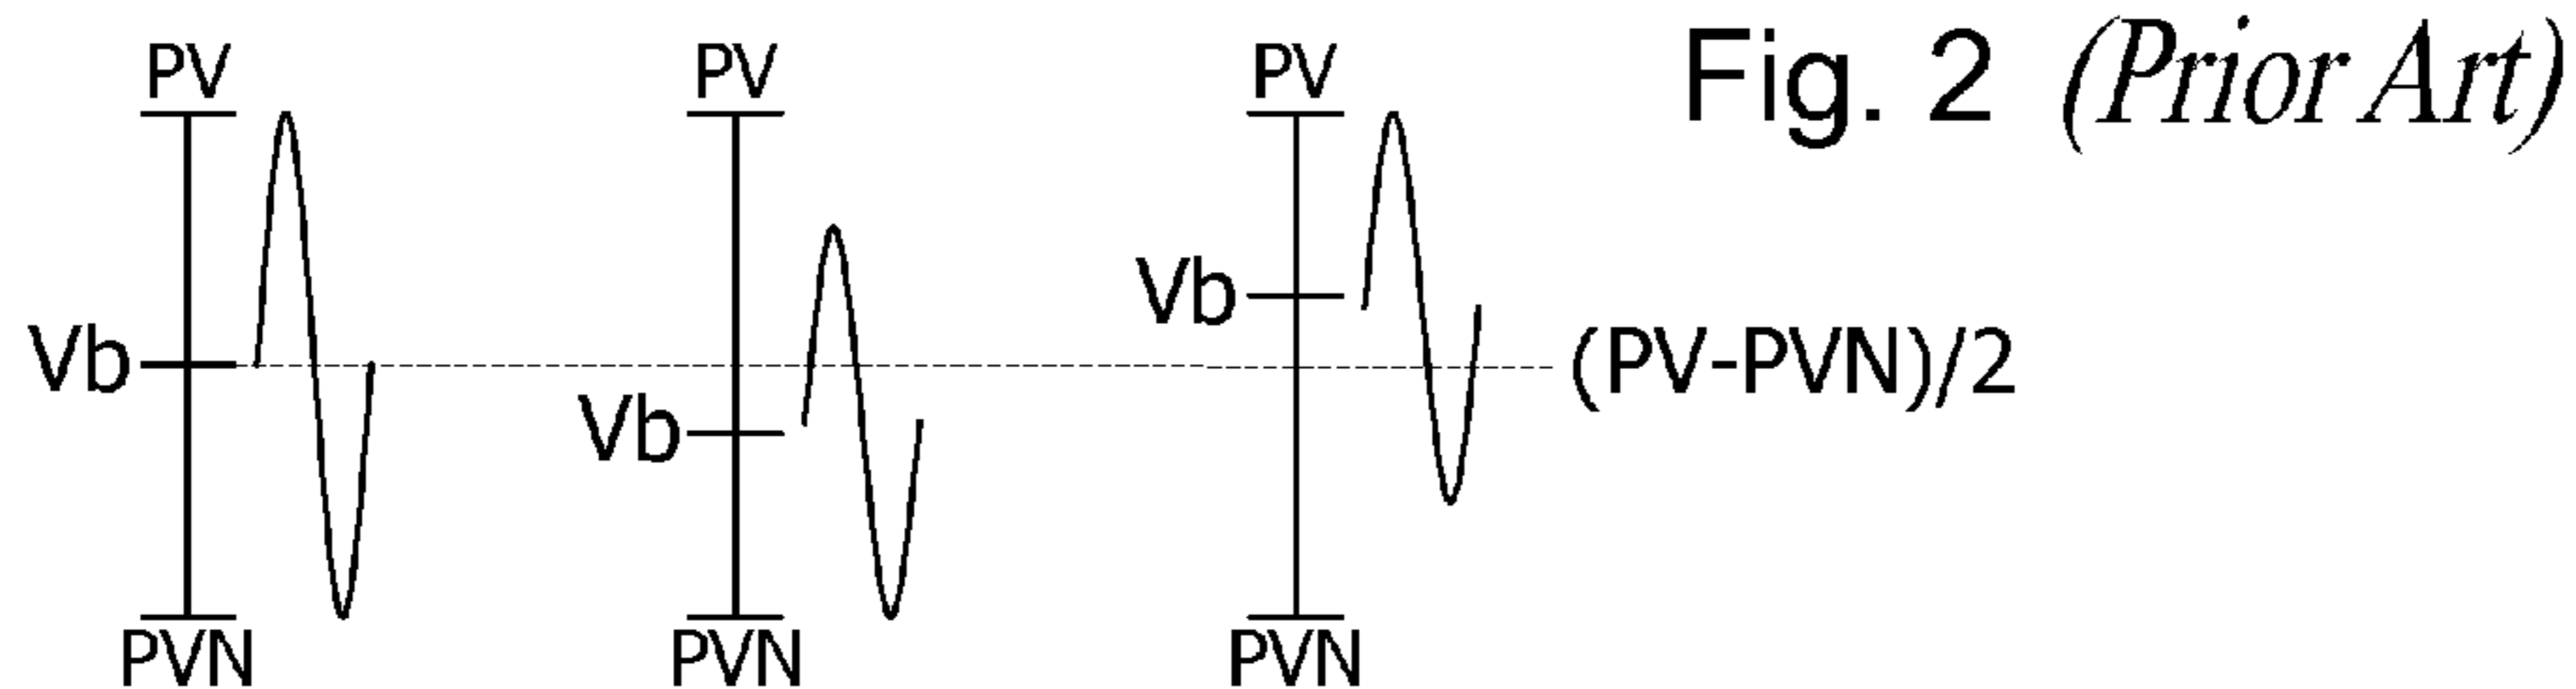 Fig. 2 (Prior Art)
PV PV PV
Vb
Vb (PV-PVN)/2
Vb
PVN PVN PVN